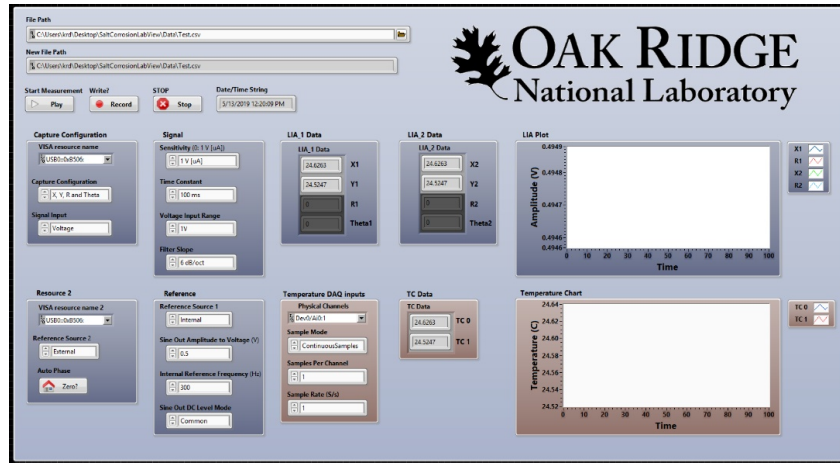 File Path
C:\Users\krd\Desktop\SaltCorrosionLabView\Data\Test.csv
New File Path
C:\Users\krd\Desktop\SaltCorrosionLabView\Data\Test.csv
Start Measurement Write? STOP Date/Time String
Play Record Stop 5/13/2019 12:20:09 PM
OAK RIDGE
National Laboratory
Capture Configuration
VISA resource name
USB0::0xB506:
Capture Configuration
X, Y, R and Theta
Signal Input
Voltage
Signal
Sensitivity (0: 1 V [uA])
1 V [uA]
Time Constant
100 ms
Voltage Input Range
1V
Filter Slope
6 dB/oct
LIA_1 Data
LIA_1 Data
24.6263 X1
24.5247 Y1
0 R1
0 Theta1
LIA_2 Data
LIA_2 Data
24.6263 X2
24.5247 Y2
0 R2
0 Theta2
LIA Plot
Amplitude (V)
0.4949
0.4948
0.4947
0.4946
0.4946
0 10 20 30 40 50 60 70 80 90 100
Time
X1
R1
X2
R2
Resource 2
VISA resource name 2
USB0::0xB506:
Reference Source 2
External
Auto Phase
Zero?
Reference
Reference Source 1
Internal
Sine Out Amplitude to Voltage (V)
0.5
Internal Reference Frequency (Hz)
300
Sine Out DC Level Mode
Common
Temperature DAQ inputs
Physical Channels
Dev0/Ai0:1
Sample Mode
ContinuousSamples
Samples Per Channel
1
Sample Rate (S/s)
1
TC Data
TC Data
24.6263 TC 0
24.5247 TC 1
Temperature Chart
Temperature (C)
24.64
24.62
24.60
24.58
24.56
24.54
24.52
0 10 20 30 40 50 60 70 80 90 100
Time
TC 0
TC 1